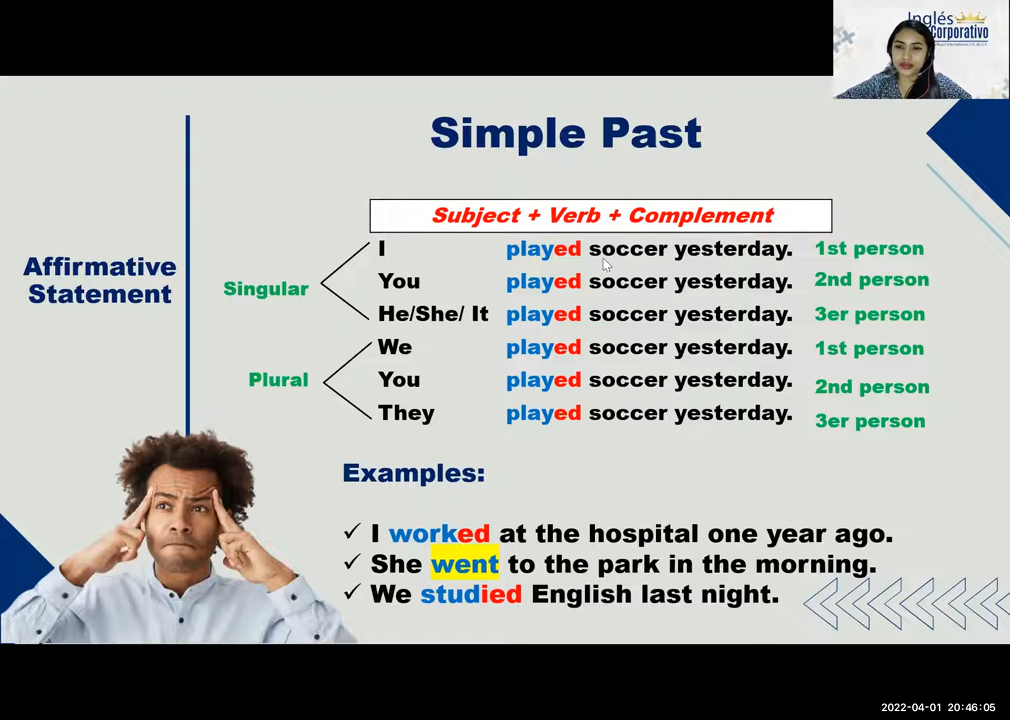 Inglés
Corporativo
Simple Past
Subject + Verb + Complement
Affirmative
Statement
Singular
I played soccer yesterday. 1st person
You played soccer yesterday. 2nd person
He/She/ It played soccer yesterday. 3er person
Plural
We played soccer yesterday. 1st person
You played soccer yesterday. 2nd person
They played soccer yesterday. 3er person
Examples:
✓ I worked at the hospital one year ago.
✓ She went to the park in the morning.
✓ We studied English last night.
2022-04-01 20:46:05